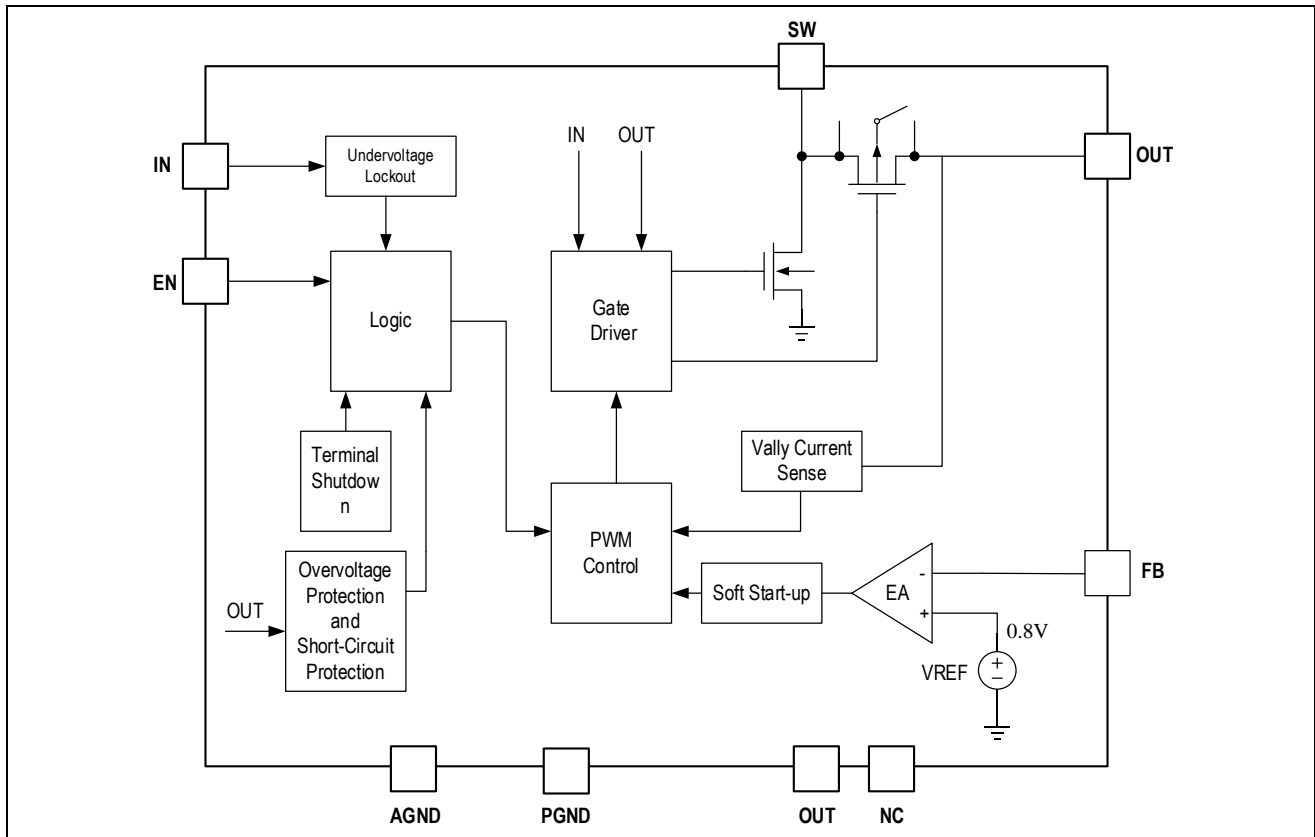 SW
IN
Undervoltage
Lockout
IN OUT
OUT
EN
Logic
Gate
Driver
Terminal
Shutdow
n
Vally Current
Sense
PWM
Control
Overvoltage
Protection
and
Short-Circuit
Protection
OUT
Soft Start-up
EA
-
+
FB
0.8V
VREF
+
−
AGND
PGND
OUT
NC